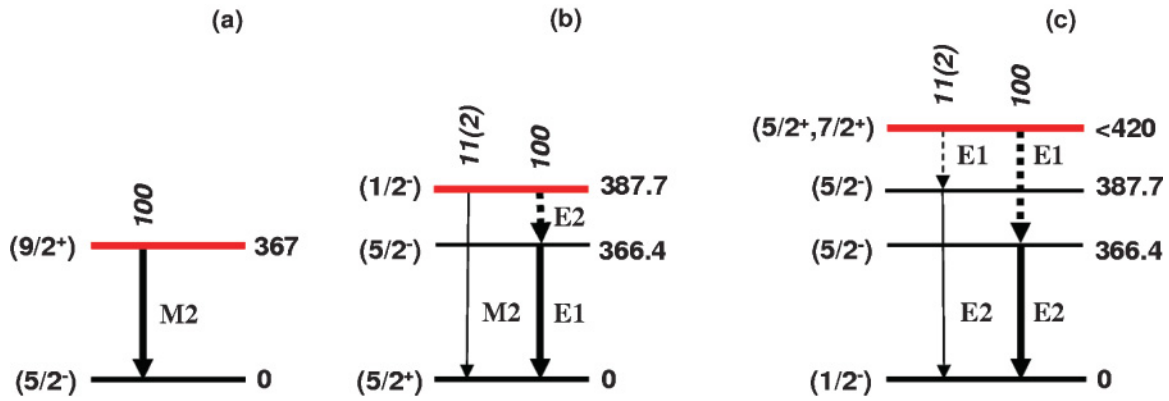 (a)
(b)
(c)
100
(9/2+) 367
M2
(5/2-) 0
11(2) 100
(1/2-) 387.7
E2
(5/2-) 366.4
M2 E1
(5/2+) 0
11(2) 100
(5/2+,7/2+) <420
E1 E1
(5/2-) 387.7
(5/2-) 366.4
E2 E2
(1/2-) 0